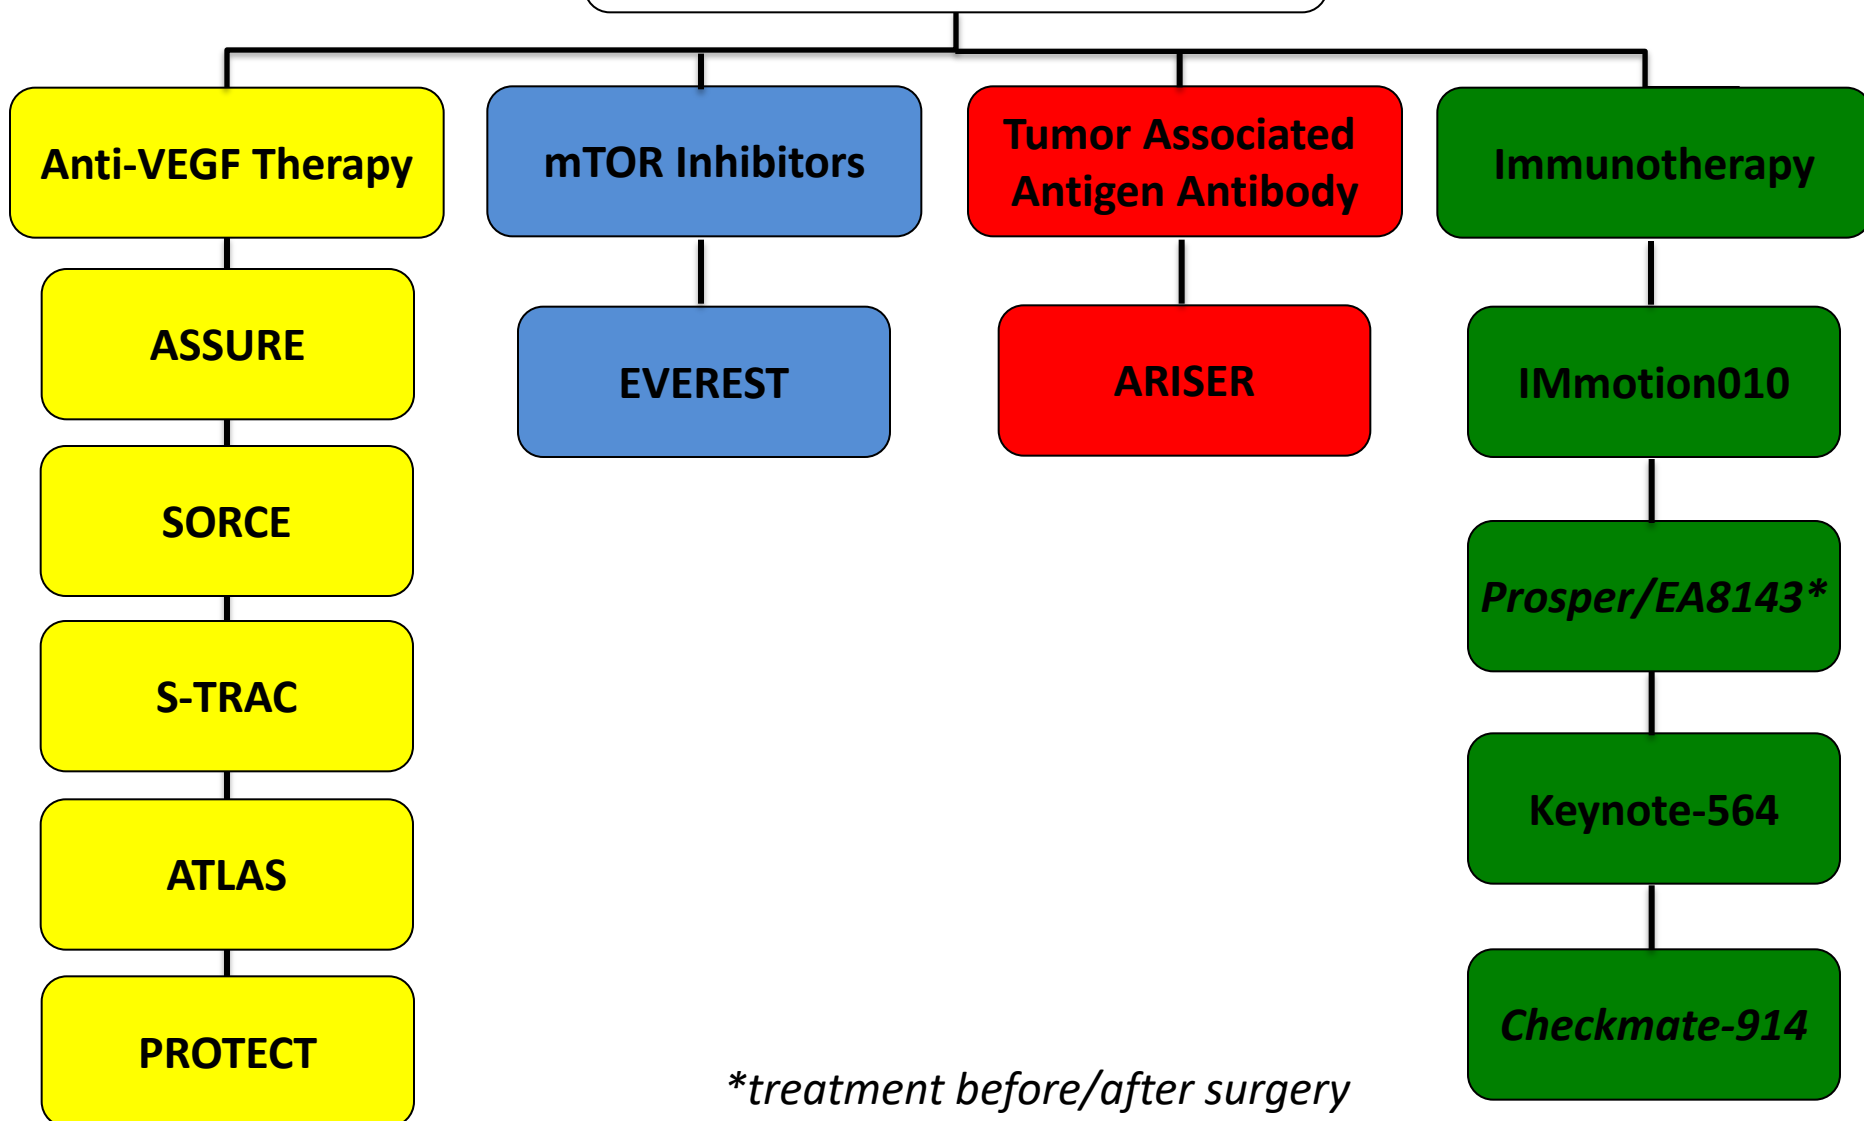 Anti-VEGF Therapy
mTOR Inhibitors
Tumor Associated
Antigen Antibody
Immunotherapy
ASSURE
SORCE
S-TRAC
ATLAS
PROTECT
EVEREST
ARISER
IMmotion010
Prosper/EA8143*
Keynote-564
Checkmate-914
*treatment before/after surgery